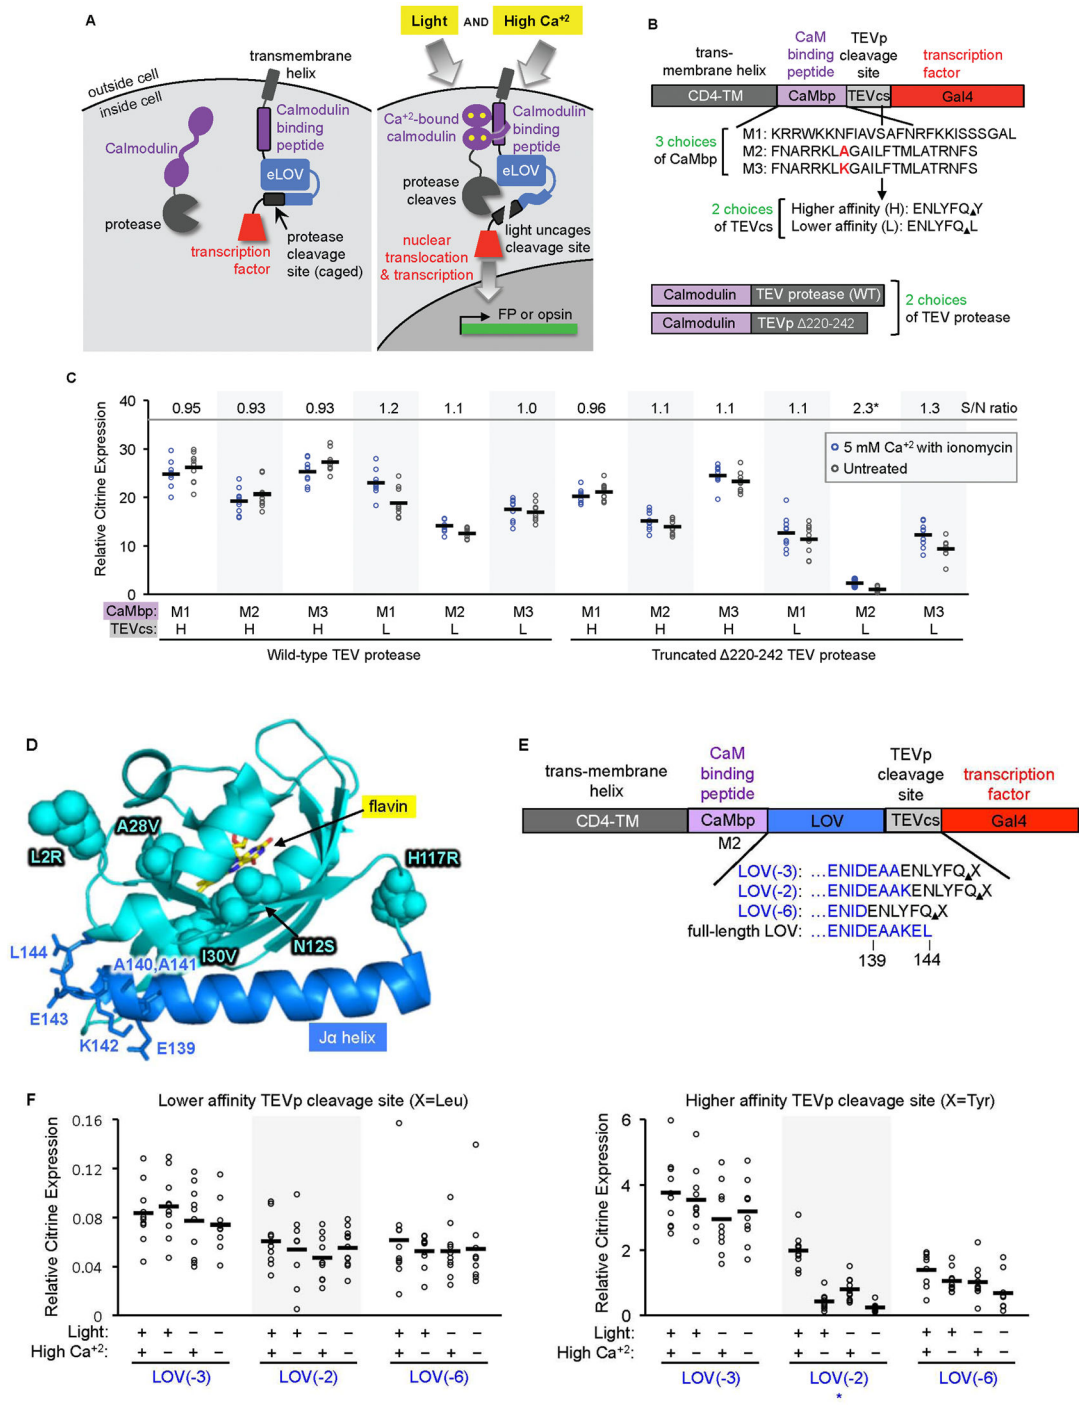 A
Light AND High Ca+2
outside cell
inside cell
transmembrane
helix
Calmodulin
Calmodulin
binding
peptide
eLOV
protease
transcription
factor
protease
cleavage
site (caged)
Ca+2-bound
calmodulin
Calmodulin
binding
peptide
eLOV
protease
cleaves
light uncages
cleavage site
nuclear
translocation
& transcription
FP or opsin
B
trans-
membrane helix
CaM
binding
peptide
TEVp
cleavage
site
transcription
factor
CD4-TM CaMbp TEVcs Gal4
3 choices
of CaMbp
M1: KRRWKKNFIAVSAFNRFKKISSSGAL
M2: FNARRKLAGAILFTMLATRNFS
M3: FNARRKLKGAILFTMLATRNFS
2 choices
of TEVcs
Higher affinity (H): ENLYFQ▲Y
Lower affinity (L): ENLYFQ▲L
Calmodulin TEV protease (WT)
Calmodulin TEVp Δ220-242
2 choices
of TEV protease
C
Relative Citrine Expression
40
30
20
10
0
0.95 0.93 0.93 1.2 1.1 1.0 0.96 1.1 1.1 1.1 2.3* 1.3 S/N ratio
5 mM Ca+2 with ionomycin
Untreated
CaMbp: M1 M2 M3 M1 M2 M3 M1 M2 M3 M1 M2 M3
TEVcs: H H H L L L H H H L L L
Wild-type TEV protease
Truncated Δ220-242 TEV protease
D
flavin
A28V
L2R
H117R
N12S
I30V
L144
A140,A141
E143
K142
E139
Jα helix
E
trans-membrane
helix
CaM
binding
peptide
TEVp
cleavage
site
transcription
factor
CD4-TM CaMbp LOV TEVcs Gal4
M2
LOV(-3): ...ENIDEAAENLYFQ▲X
LOV(-2): ...ENIDEAAKENLYFQ▲X
LOV(-6): ...ENIDENLYFQ▲X
full-length LOV: ...ENIDEAAKEL
139 144
F
Lower affinity TEVp cleavage site (X=Leu)
Relative Citrine Expression
0.16
0.12
0.08
0.04
0
Light: + + − − + + − − + + − −
High Ca+2: + − + − + − + − + − + −
LOV(-3) LOV(-2) LOV(-6)
Higher affinity TEVp cleavage site (X=Tyr)
Relative Citrine Expression
6
4
2
0
Light: + + − − + + − − + + − −
High Ca+2: + − + − + − + − + − + −
LOV(-3) LOV(-2) LOV(-6)
*